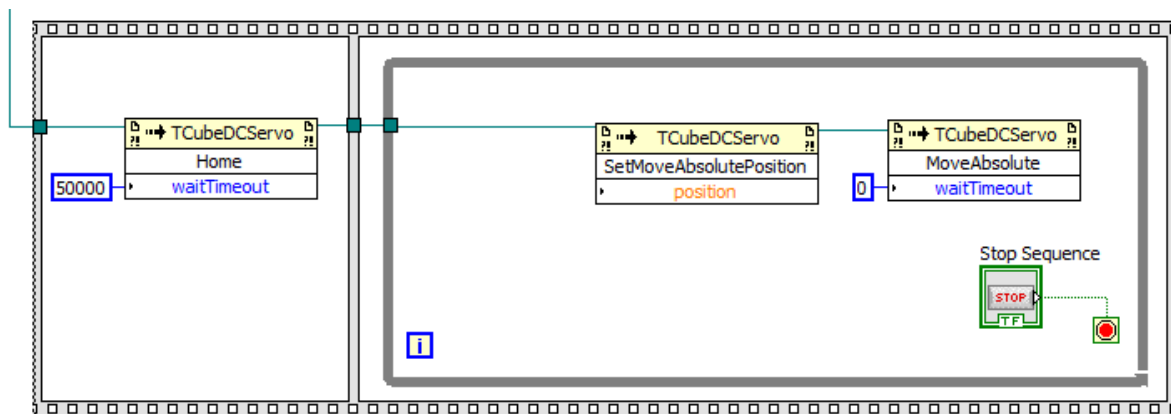 TCubeDCServo
Home
50000 waitTimeout
TCubeDCServo
SetMoveAbsolutePosition
position
TCubeDCServo
MoveAbsolute
0 waitTimeout
Stop Sequence
STOP
TF
i